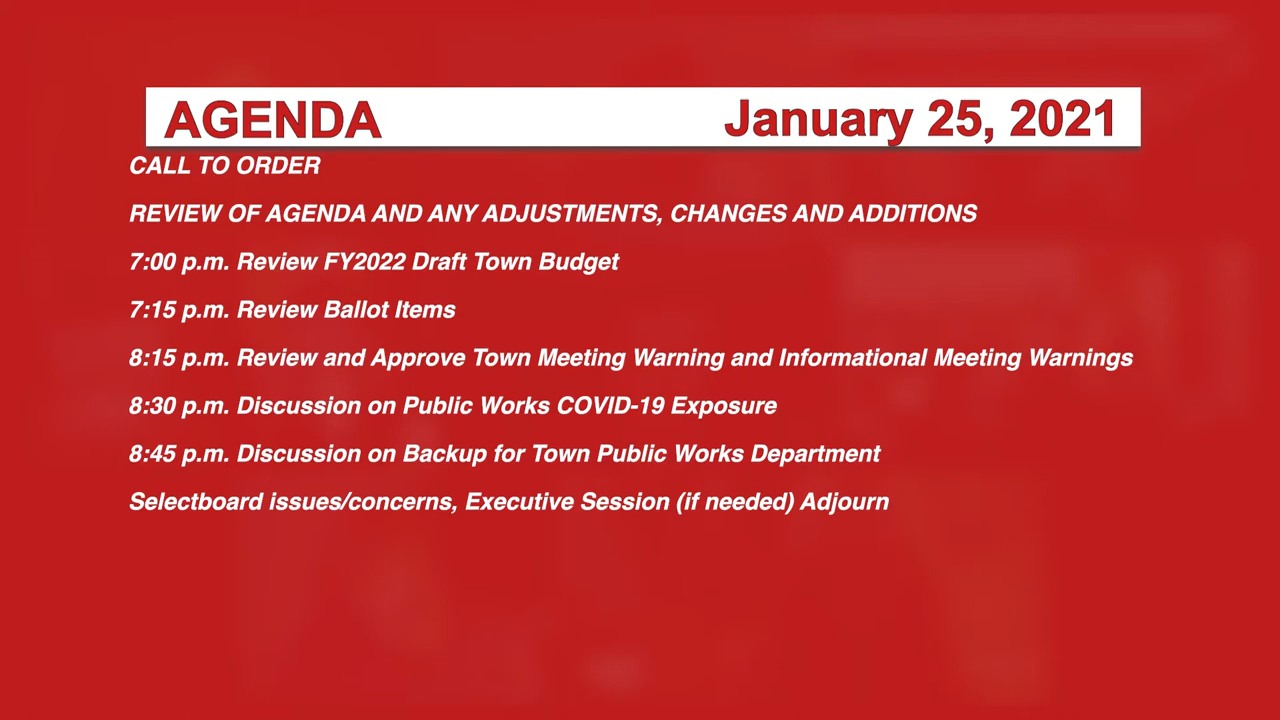 AGENDA January 25, 2021
CALL TO ORDER
REVIEW OF AGENDA AND ANY ADJUSTMENTS, CHANGES AND ADDITIONS
7:00 p.m. Review FY2022 Draft Town Budget
7:15 p.m. Review Ballot Items
8:15 p.m. Review and Approve Town Meeting Warning and Informational Meeting Warnings
8:30 p.m. Discussion on Public Works COVID-19 Exposure
8:45 p.m. Discussion on Backup for Town Public Works Department
Selectboard issues/concerns, Executive Session (if needed) Adjourn